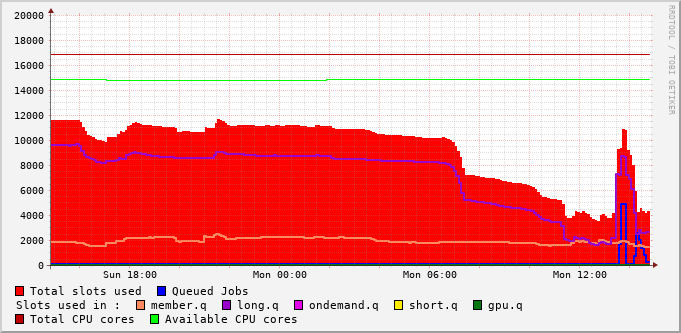 RRDTOOL / TOBI OETIKER
20000
18000
16000
14000
12000
10000
8000
6000
4000
2000
0
Sun 18:00 Mon 00:00 Mon 06:00 Mon 12:00
Total slots used Queued Jobs
Slots used in : member.q long.q ondemand.q short.q gpu.q
Total CPU cores Available CPU cores